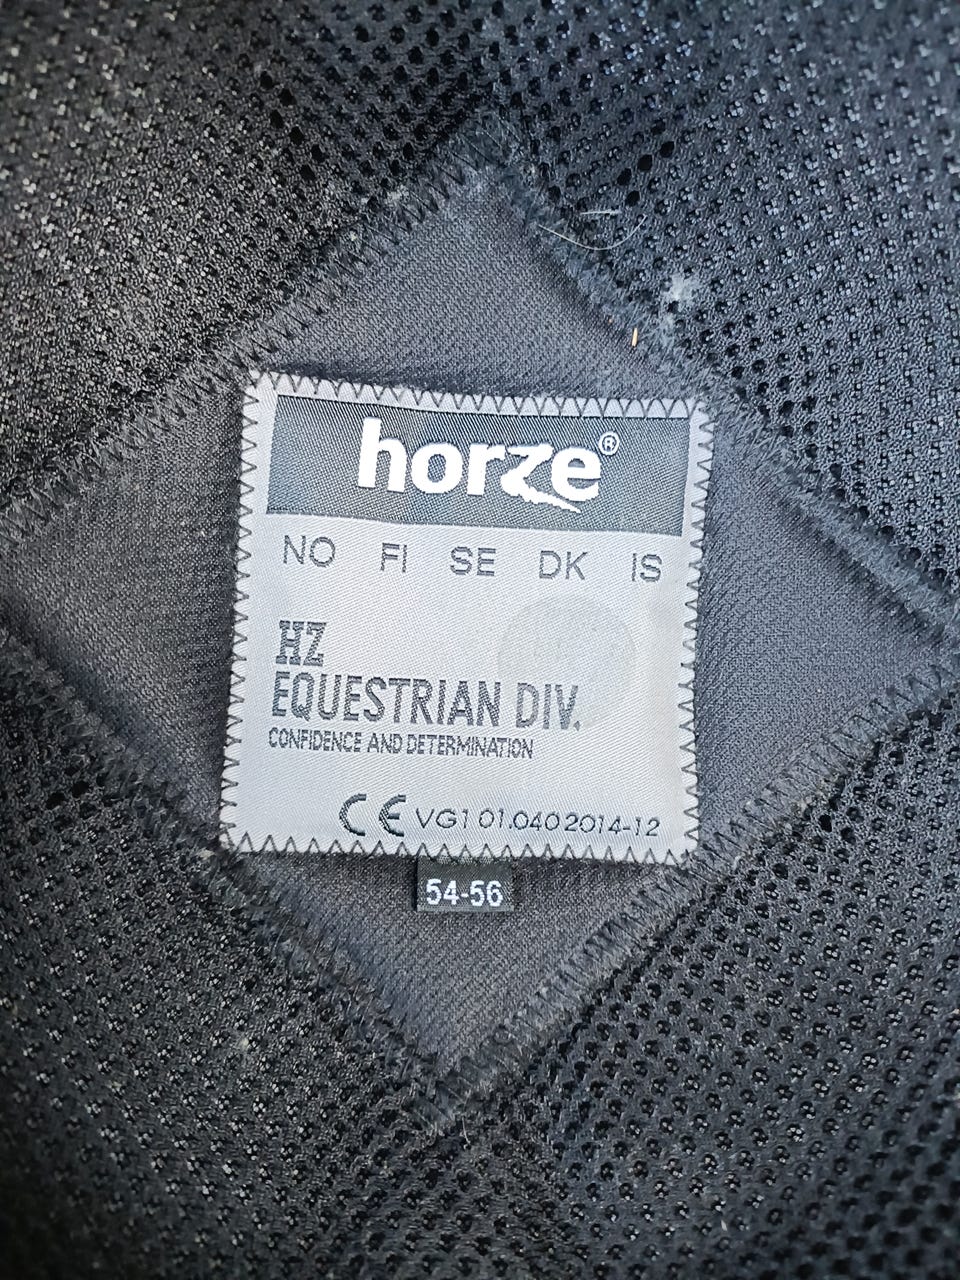 horze®
NO FI SE DK IS
HZ
EQUESTRIAN DIV.
CONFIDENCE AND DETERMINATION
CE VG1 01.040 2014-12
54-56